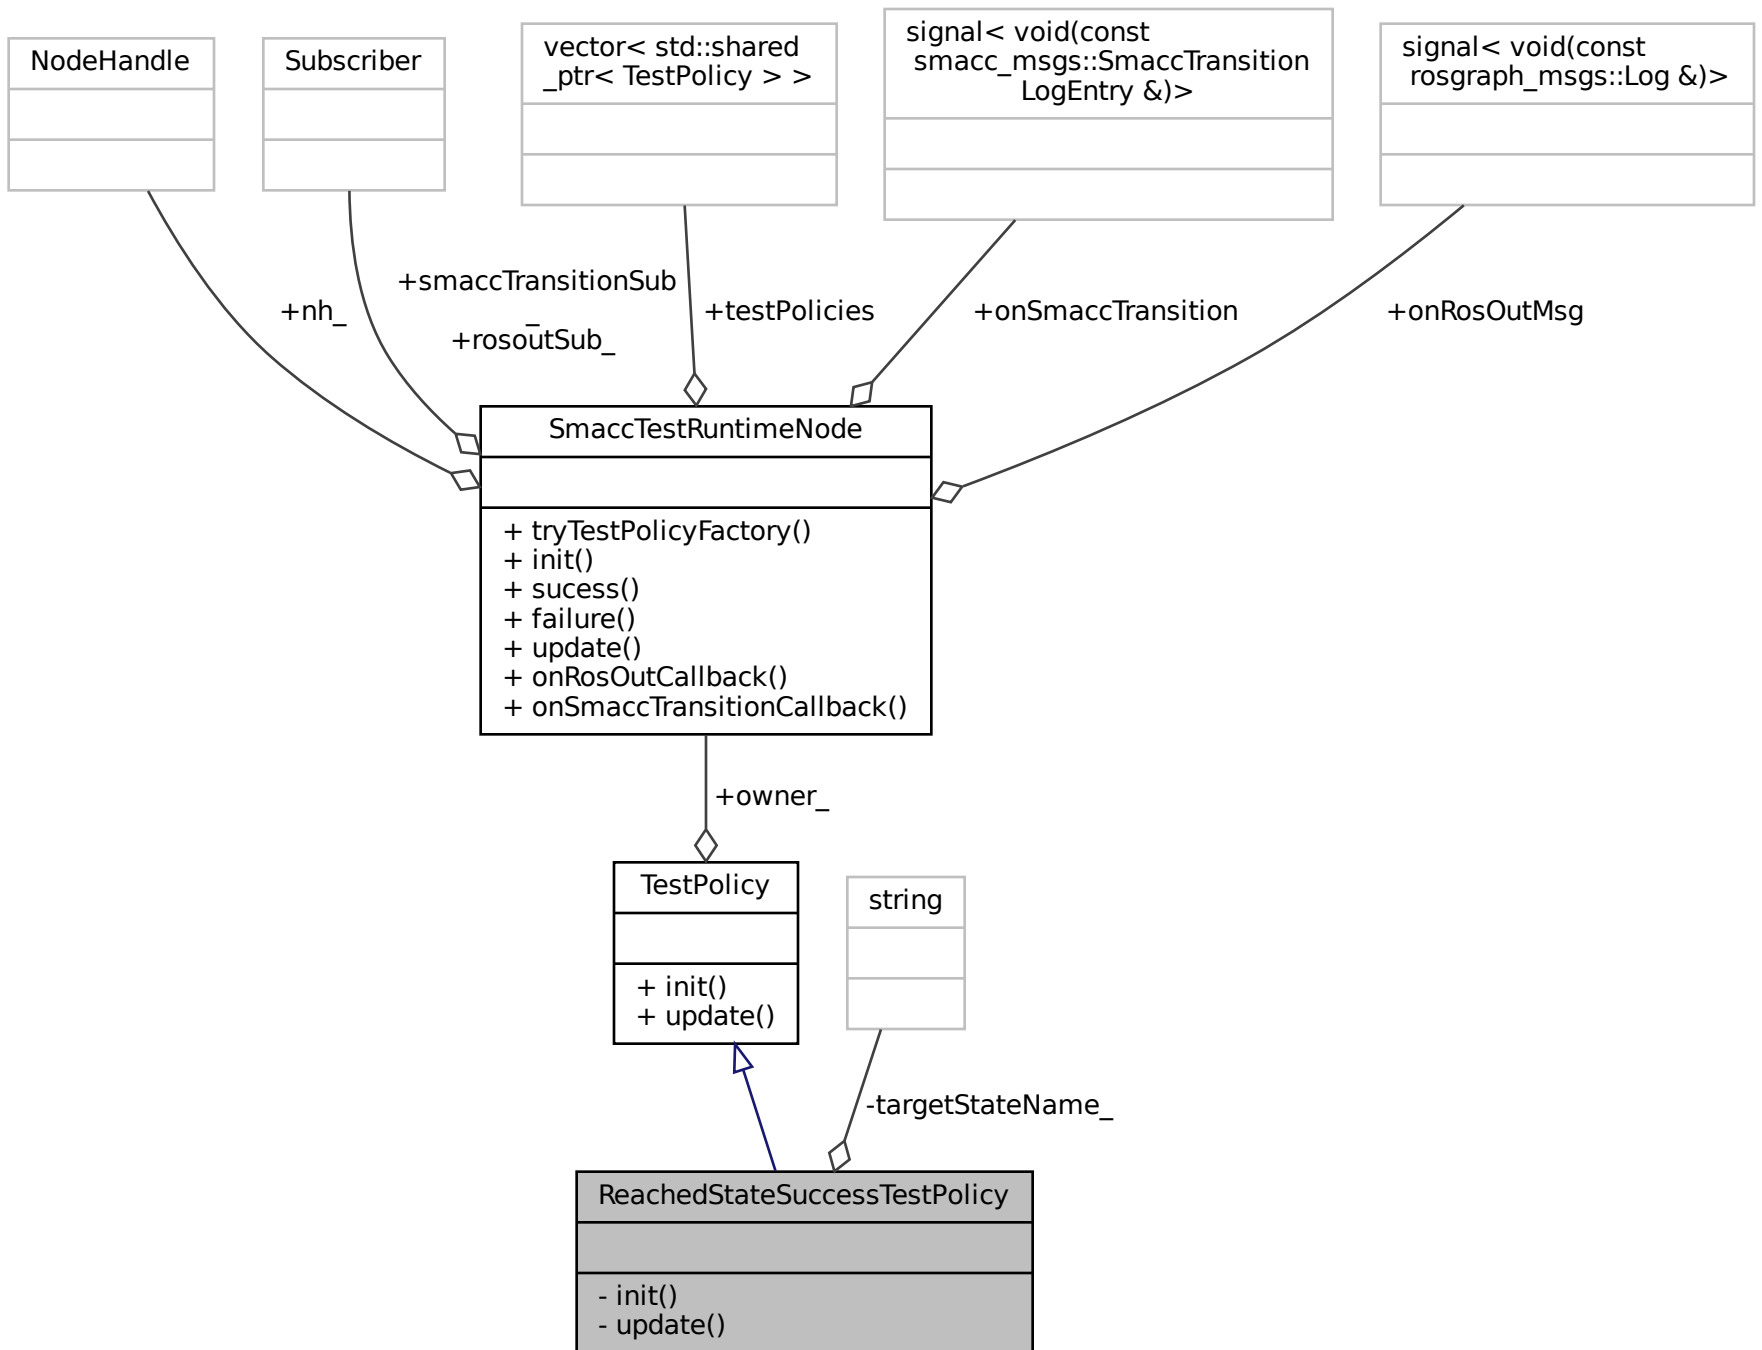 NodeHandle
Subscriber
vector< std::shared
_ptr< TestPolicy > >
signal< void(const
smacc_msgs::SmaccTransition
LogEntry &)>
signal< void(const
rosgraph_msgs::Log &)>
+nh_
+smaccTransitionSub
_
+rosoutSub_
+testPolicies
+onSmaccTransition
+onRosOutMsg
SmaccTestRuntimeNode
+ tryTestPolicyFactory()
+ init()
+ sucess()
+ failure()
+ update()
+ onRosOutCallback()
+ onSmaccTransitionCallback()
+owner_
TestPolicy
+ init()
+ update()
string
-targetStateName_
ReachedStateSuccessTestPolicy
- init()
- update()